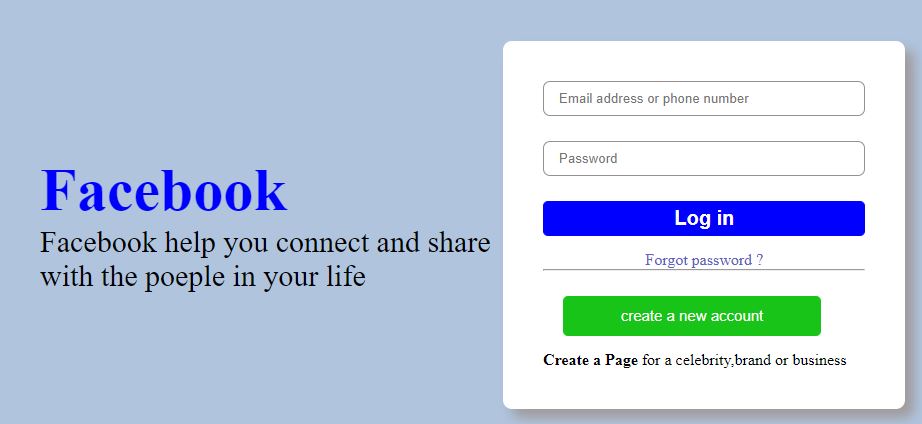 Facebook
Facebook help you connect and share
with the poeple in your life
Email address or phone number
Password
Log in
Forgot password ?
create a new account
Create a Page for a celebrity,brand or business